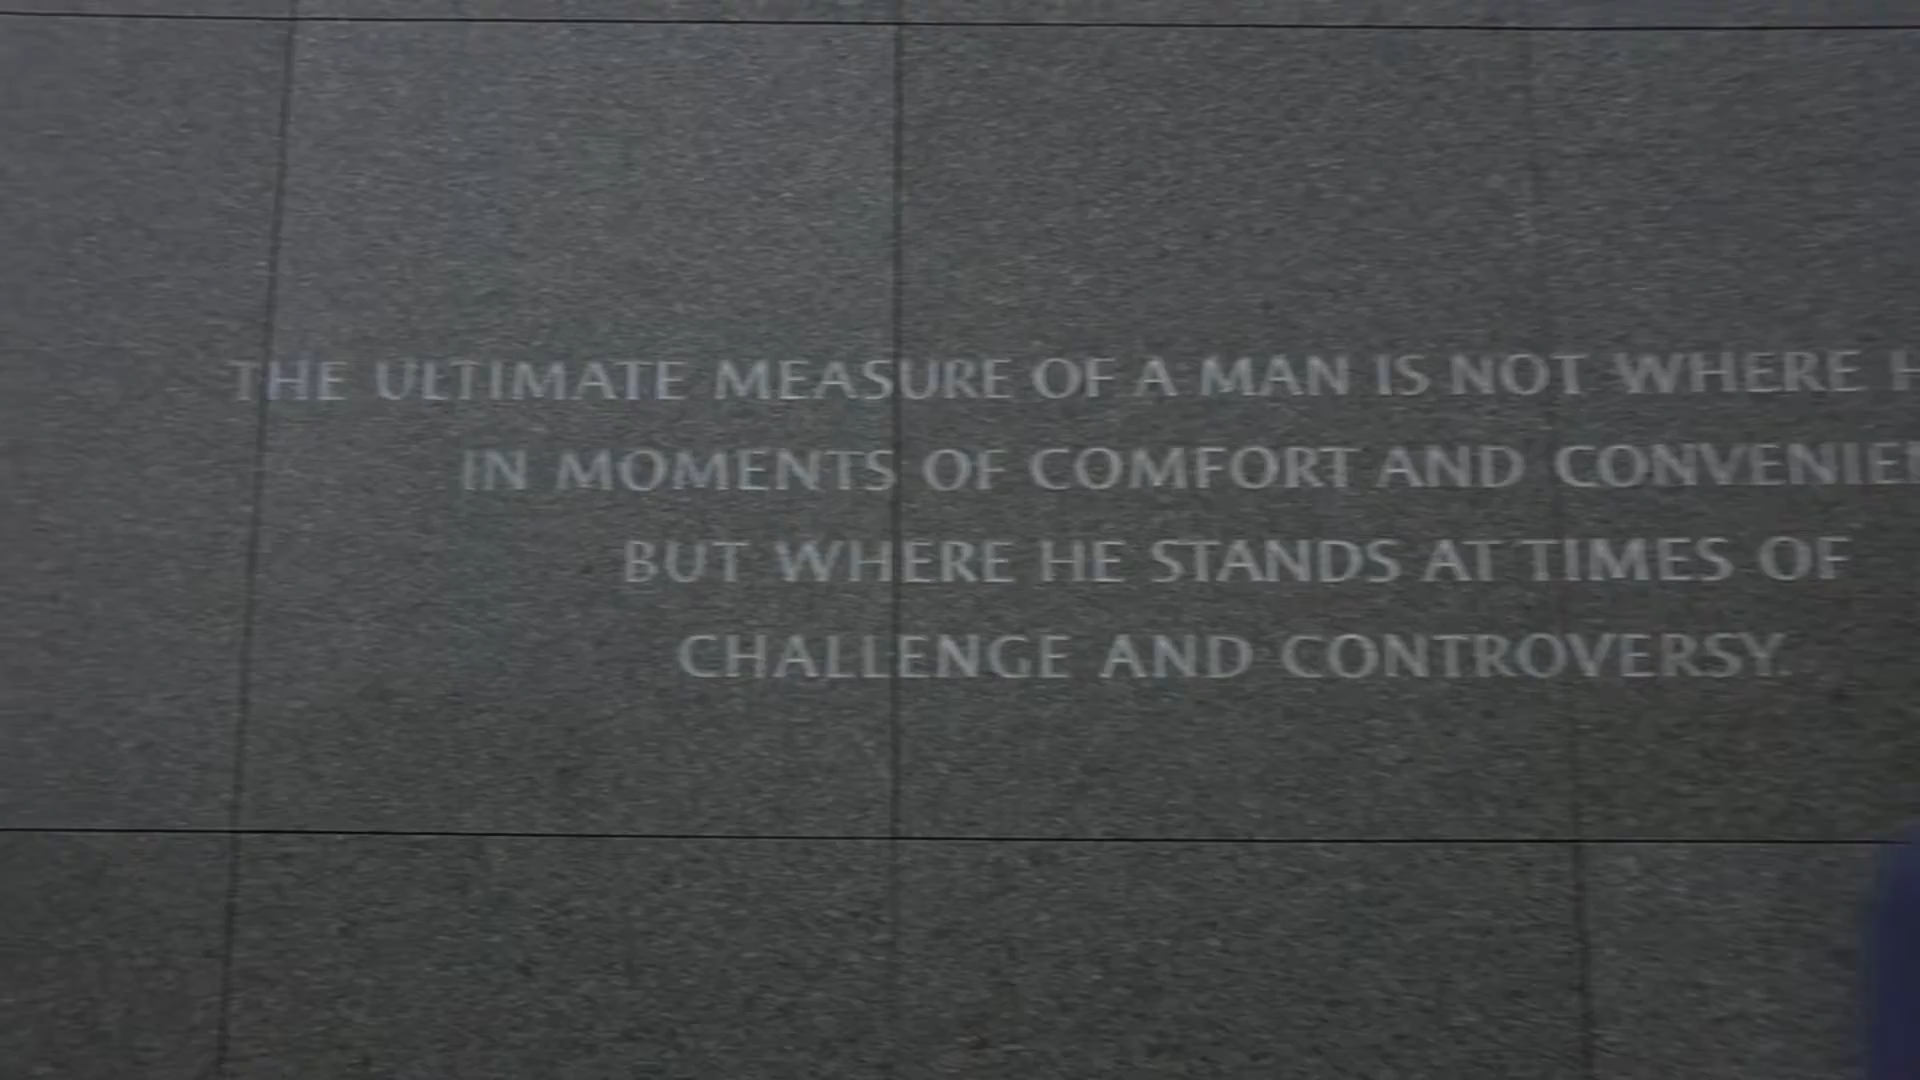 THE ULTIMATE MEASURE OF A MAN IS NOT WHERE H
IN MOMENTS OF COMFORT AND CONVENIEN
BUT WHERE HE STANDS AT TIMES OF
CHALLENGE AND CONTROVERSY.